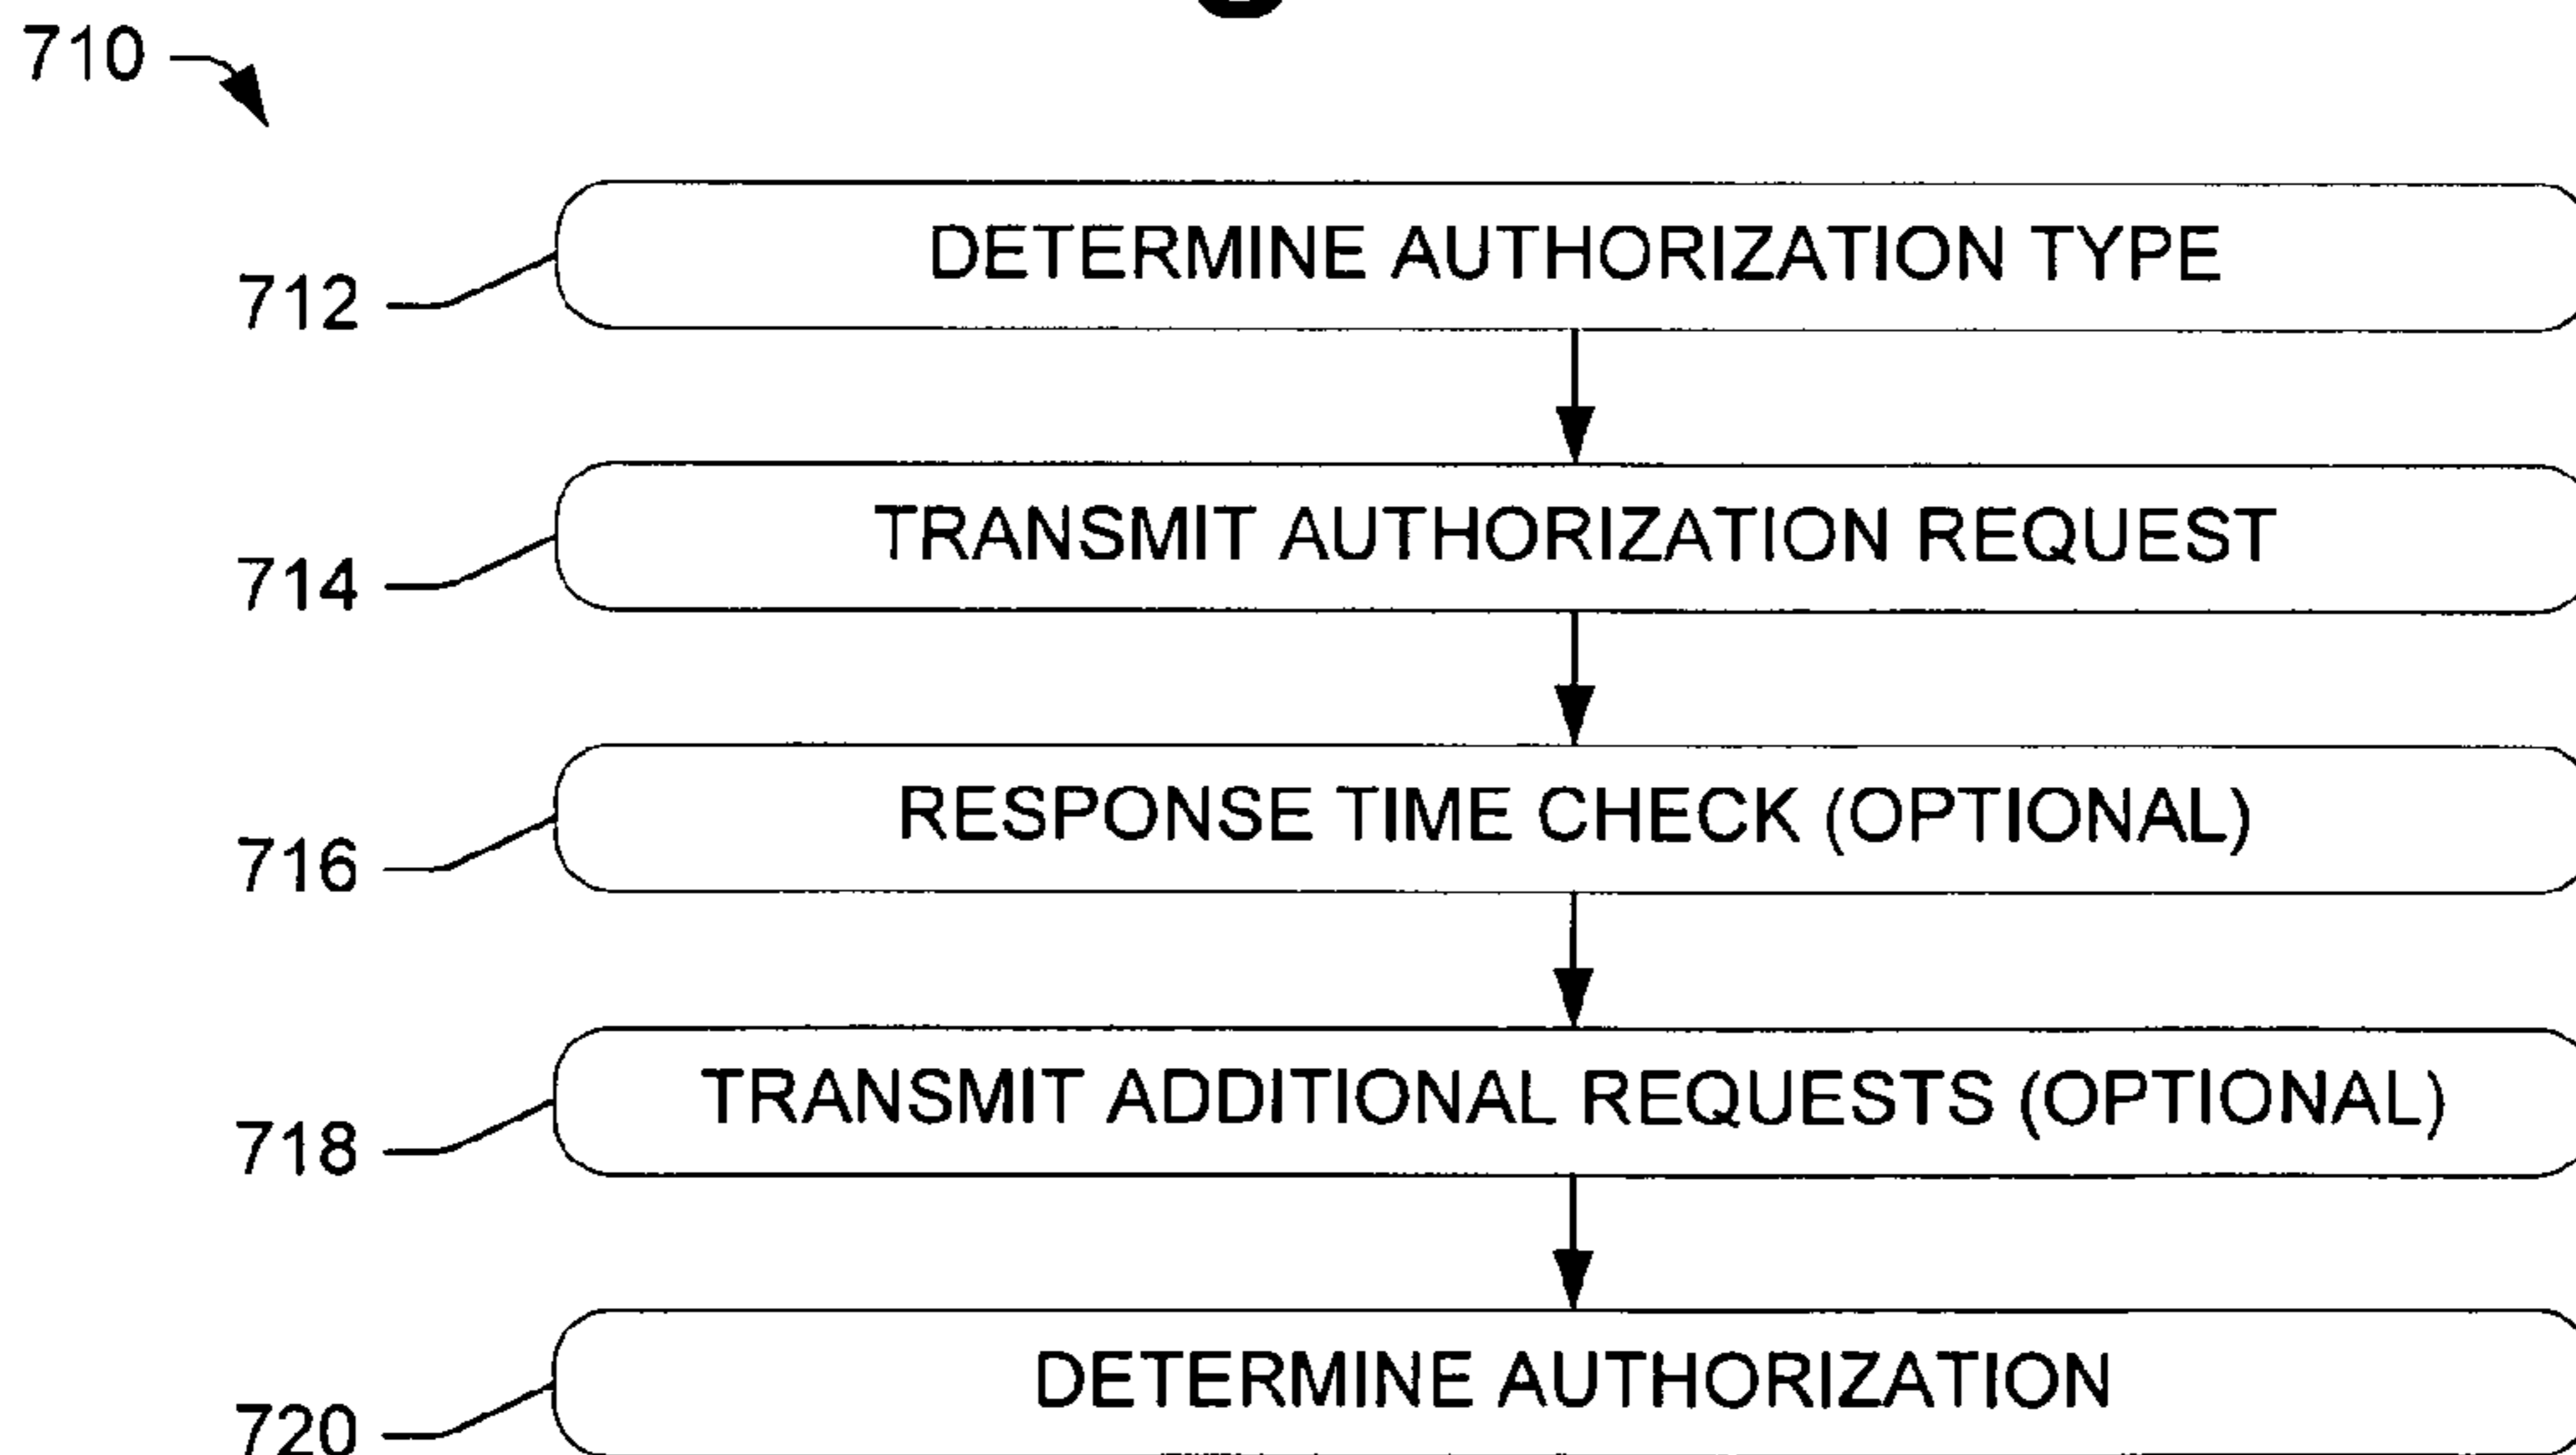 710
DETERMINE AUTHORIZATION TYPE
712
TRANSMIT AUTHORIZATION REQUEST
714
RESPONSE TIME CHECK (OPTIONAL)
716
TRANSMIT ADDITIONAL REQUESTS (OPTIONAL)
718
DETERMINE AUTHORIZATION
720